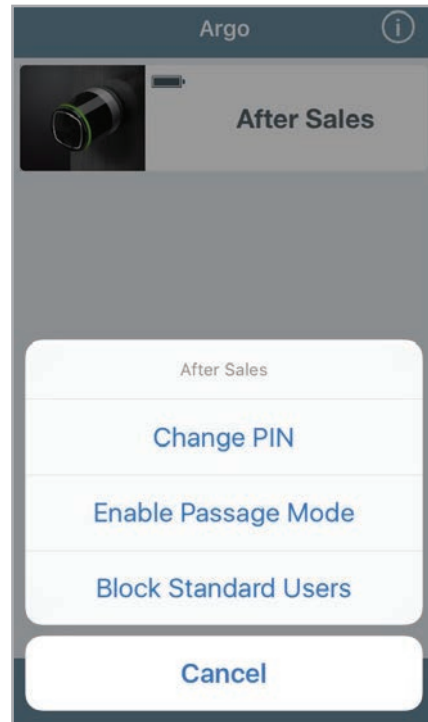 Argo
After Sales
After Sales
Change PIN
Enable Passage Mode
Block Standard Users
Cancel